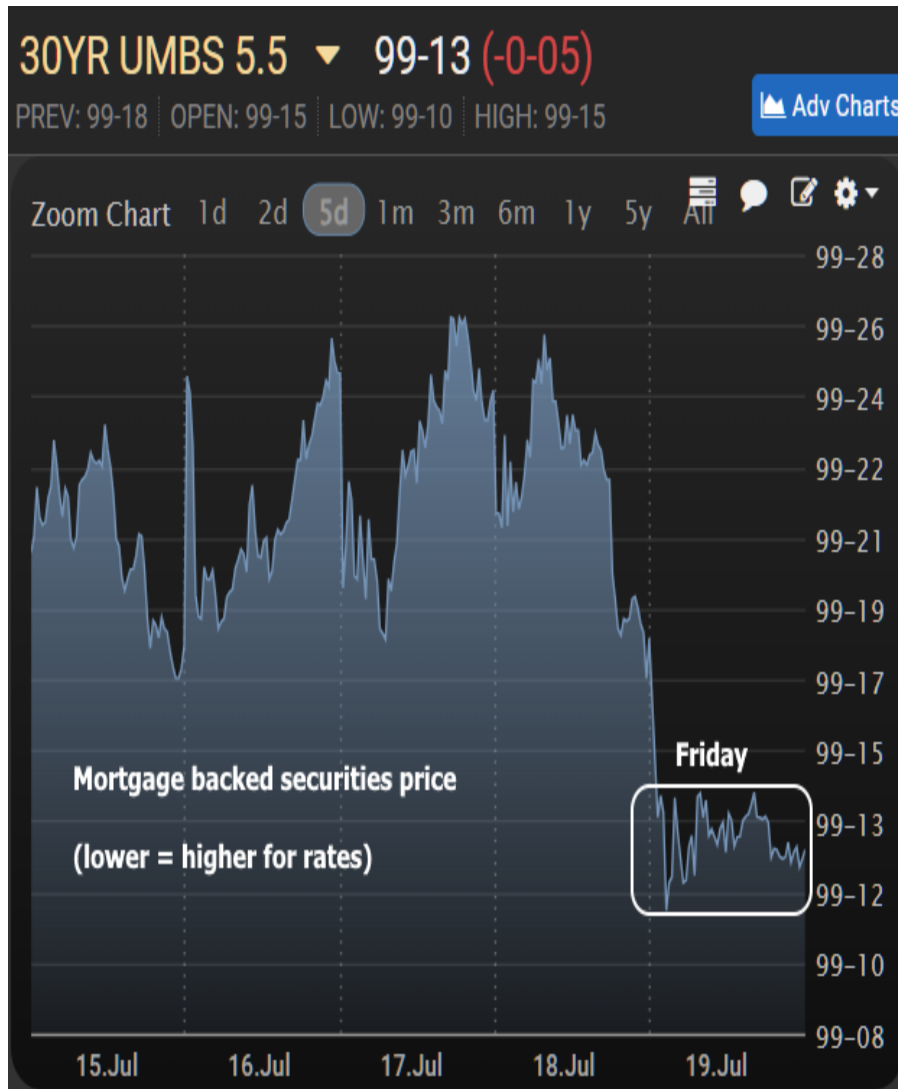 30YR UMBS 5.5 99-13 (-0-05)
PREV: 99-18 OPEN: 99-15 LOW: 99-10 HIGH: 99-15
Adv Charts
Zoom Chart 1d 2d 5d 1m 3m 6m 1y 5y All
99-28
99-26
99-24
99-22
99-21
99-19
99-17
Friday
99-15
Mortgage backed securities price
99-13
(lower = higher for rates)
99-12
99-10
99-08
15.Jul 16.Jul 17.Jul 18.Jul 19.Jul